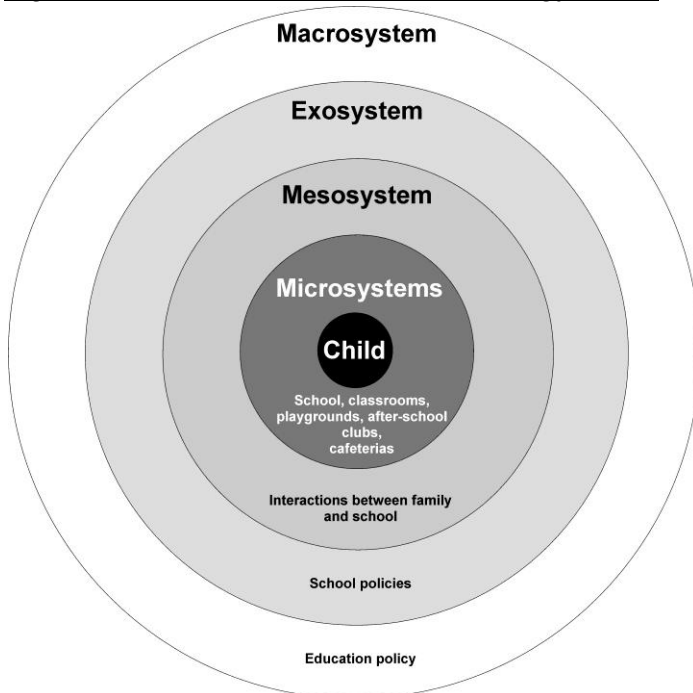 Macrosystem
Exosystem
Mesosystem
Microsystems
Child
School, classrooms,
playgrounds, after-school
clubs,
cafeterias
Interactions between family
and school
School policies
Education policy